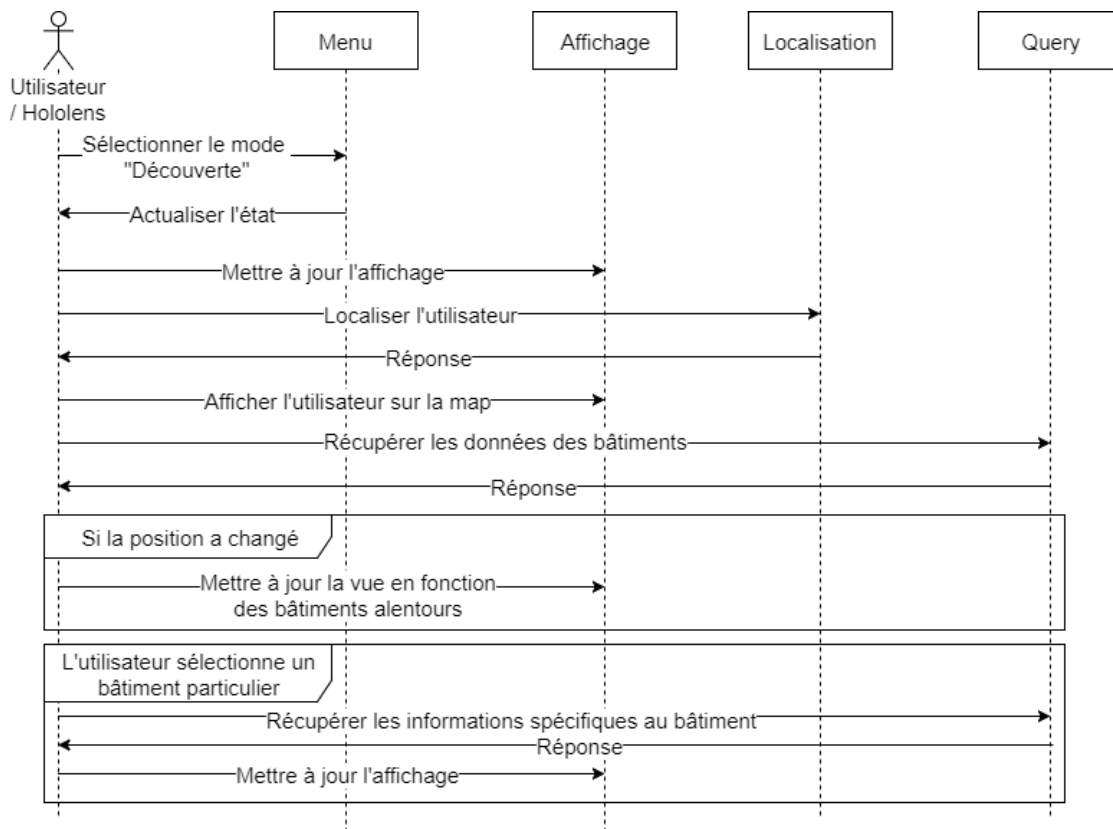 Utilisateur
/ Hololens
Menu
Affichage
Localisation
Query
Sélectionner le mode
"Découverte"
Actualiser l'état
Mettre à jour l'affichage
Localiser l'utilisateur
Réponse
Afficher l'utilisateur sur la map
Récupérer les données des bâtiments
Réponse
Si la position a changé
Mettre à jour la vue en fonction
des bâtiments alentours
L'utilisateur sélectionne un
bâtiment particulier
Récupérer les informations spécifiques au bâtiment
Réponse
Mettre à jour l'affichage